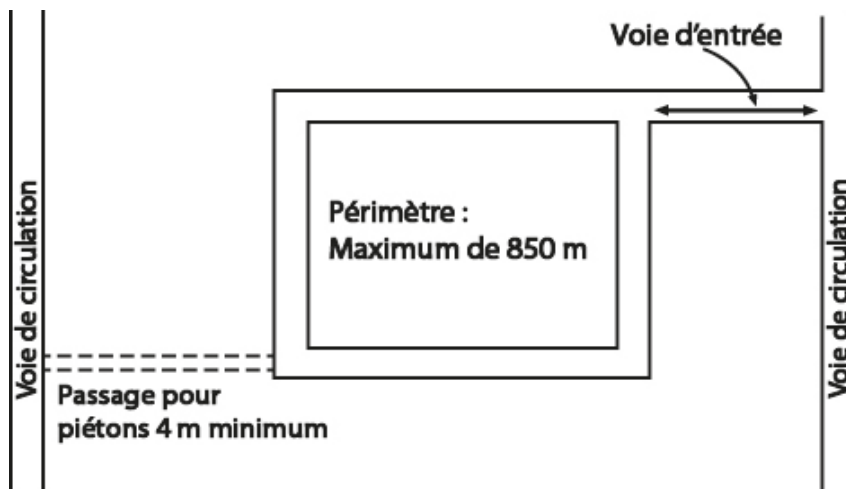 Voie d'entrée
Voie de circulation
Périmètre :
Maximum de 850 m
Voie de circulation
Passage pour
piétons 4 m minimum